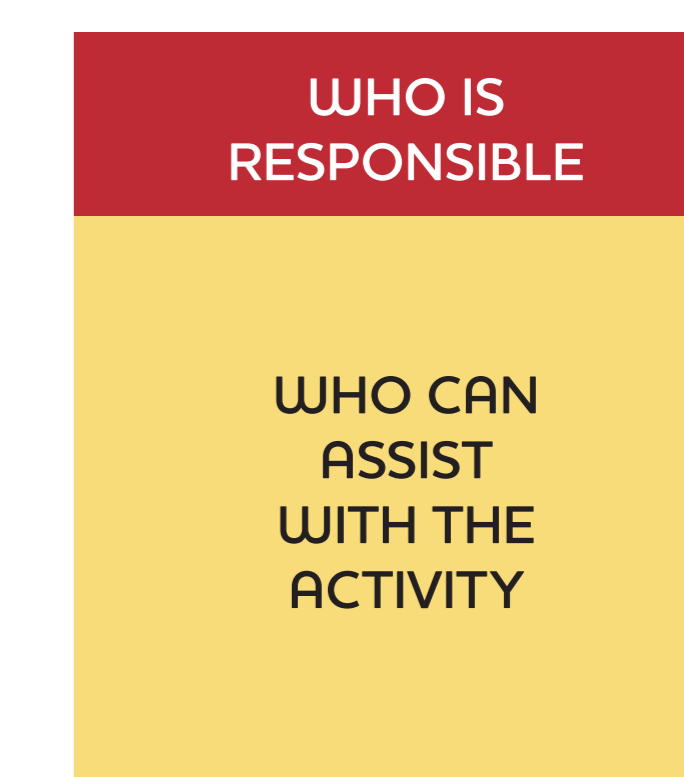 WHO IS
RESPONSIBLE
WHO CAN
ASSIST
WITH THE
ACTIVITY